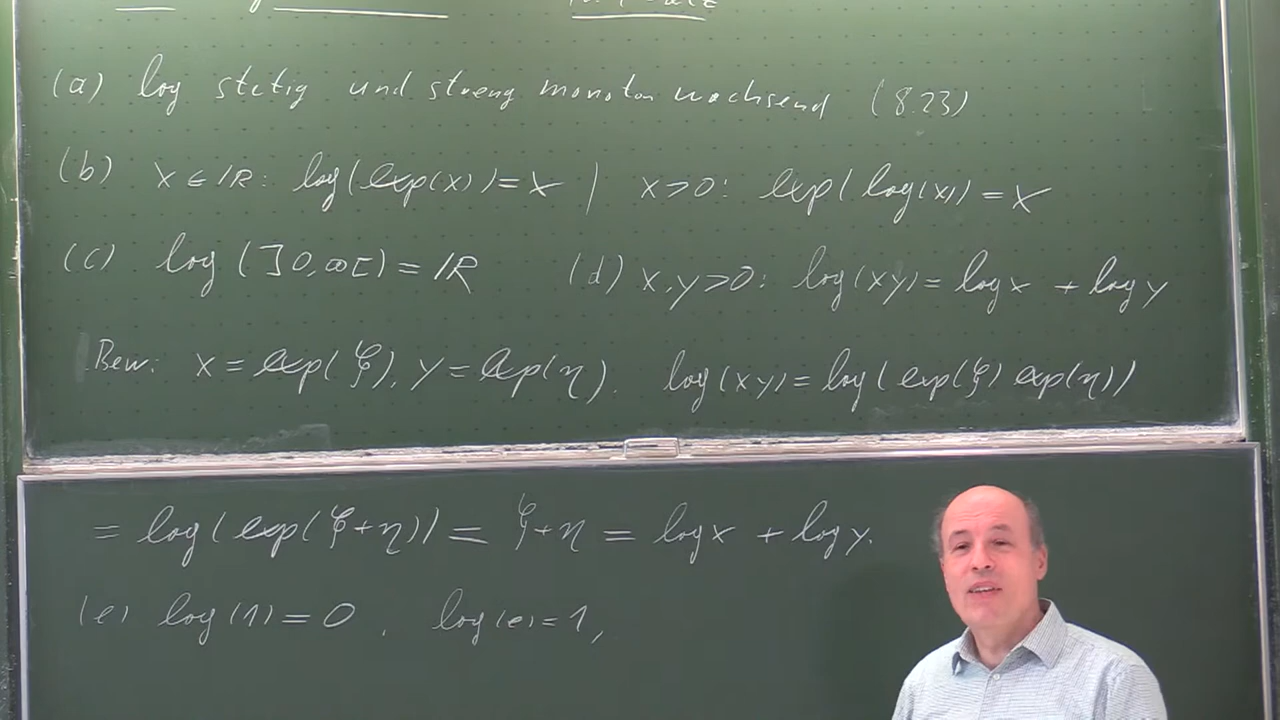 (a) log stetig und streng monoton wachsend (8.23)
(b) x ∈ ℝ: log(exp(x)) = x | x > 0: exp(log(x)) = x
(c) log (]0,∞[) = ℝ (d) x, y > 0: log(xy) = log x + log y
Bew: x = exp(ξ), y = exp(η). log(xy) = log(exp(ξ) exp(η))
= log(exp(ξ+η)) = ξ+η = log x + log y.
(e) log(1) = 0, log(e) = 1,